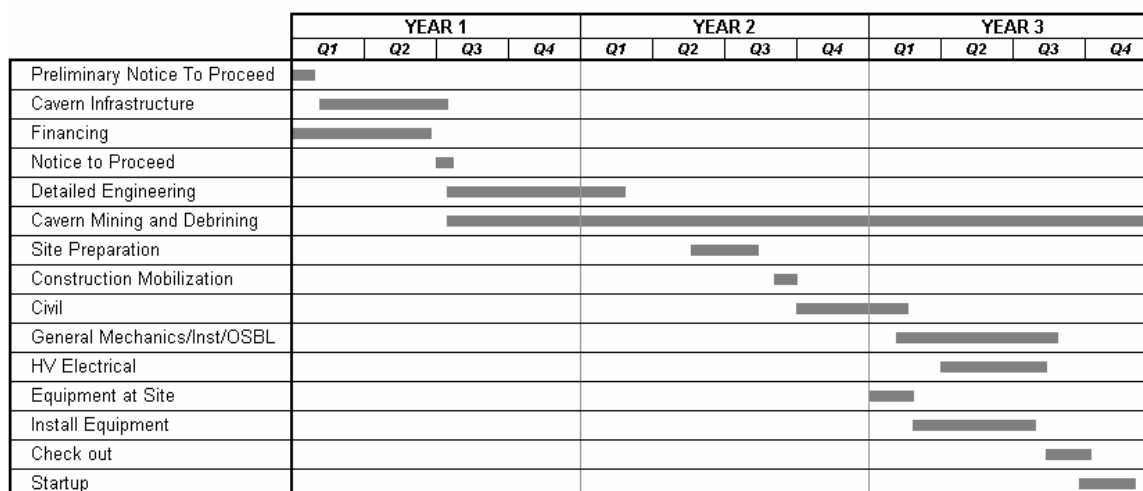 YEAR 1 YEAR 2 YEAR 3
Q1 Q2 Q3 Q4 Q1 Q2 Q3 Q4 Q1 Q2 Q3 Q4
Preliminary Notice To Proceed
Cavern Infrastructure
Financing
Notice to Proceed
Detailed Engineering
Cavern Mining and Debrining
Site Preparation
Construction Mobilization
Civil
General Mechanics/Inst/OSBL
HV Electrical
Equipment at Site
Install Equipment
Check out
Startup